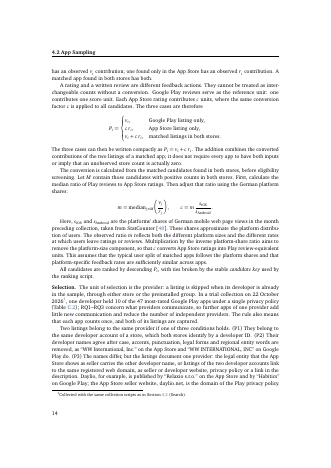 4.2 App Sampling
has an observed vᵢ contribution; one found only in the App Store has an observed rᵢ contribution. A
matched app found in both stores has both.
A rating and a written review are different feedback actions. They cannot be treated as inter-
changeable counts without a conversion. Google Play reviews serve as the reference unit: one
contributes one score unit. Each App Store rating contributes c units, where the same conversion
factor c is applied to all candidates. The three cases are therefore
Pᵢ = { vᵢ, Google Play listing only,
c rᵢ, App Store listing only,
vᵢ + c rᵢ, matched listings in both stores.
The three cases can then be written compactly as Pᵢ = vᵢ + c rᵢ. The addition combines the converted
contributions of the two listings of a matched app; it does not require every app to have both inputs
or imply that an unobserved store count is actually zero.
The conversion is calculated from the matched candidates found in both stores, before eligibility
screening. Let M contain those candidates with positive counts in both stores. First, calculate the
median ratio of Play reviews to App Store ratings. Then adjust that ratio using the German platform
shares:
Here, and are the platforms' shares of German mobile web page views in the month
preceding collection, taken from StatCounter [48]. These shares approximate the platform distribu-
tion of users. The observed ratio m reflects both the different platform sizes and the different rates
at which users leave ratings or reviews. Multiplication by the inverse platform-share ratio aims to
remove the platform-size component, so that c converts App Store ratings into Play review-equivalent
units. This assumes that the typical user split of matched apps follows the platform shares and that
platform-specific feedback rates are sufficiently similar across apps.
All candidates are ranked by descending Pᵢ, with ties broken by the stable candidate key used by
the ranking script.
Selection. The unit of selection is the provider: a listing is skipped when its developer is already
in the sample, through either store or the preinstalled group. In a trial collection on 22 October
one developer held 10 of the 47 most-rated Google Play apps under a single privacy policy
RQ1–RQ3 concern what providers communicate, so further apps of one provider add
little new communication and reduce the number of independent providers. The rule also means
that each app counts once, and both of its listings are captured.
Two listings belong to the same provider if one of three conditions holds. (P1) They belong to
the same developer account of a store, which both stores identify by a developer ID. (P2) Their
developer names agree after case, accents, punctuation, legal forms and regional entity words are
removed, as "WW International, Inc." on the App Store and "WW INTERNATIONAL, INC" on Google
Play do. (P3) The names differ, but the listings document one provider: the legal entity that the App
Store shows as seller carries the other developer name, or listings of the two developer accounts link
to the same registered web domain, as seller or developer website, privacy policy or a link in the
description. Daylio, for example, is published by "Relaxio s.r.o." on the App Store and by "Habitics"
on Google Play; the App Store seller website, daylio.net, is the domain of the Play privacy policy.
14